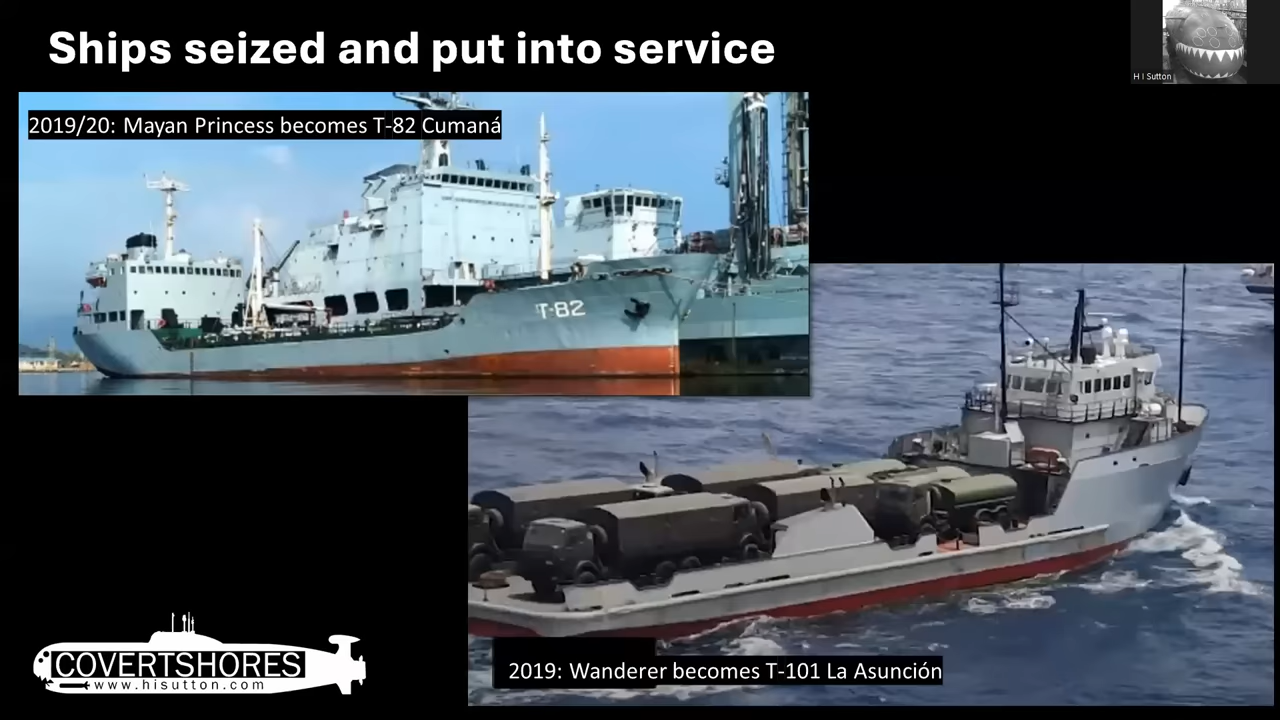 Ships seized and put into service
H I Sutton
2019/20: Mayan Princess becomes T-82 Cumaná
T-82
2019: Wanderer becomes T-101 La Asunción
COVERTSHORES
www.hisutton.com